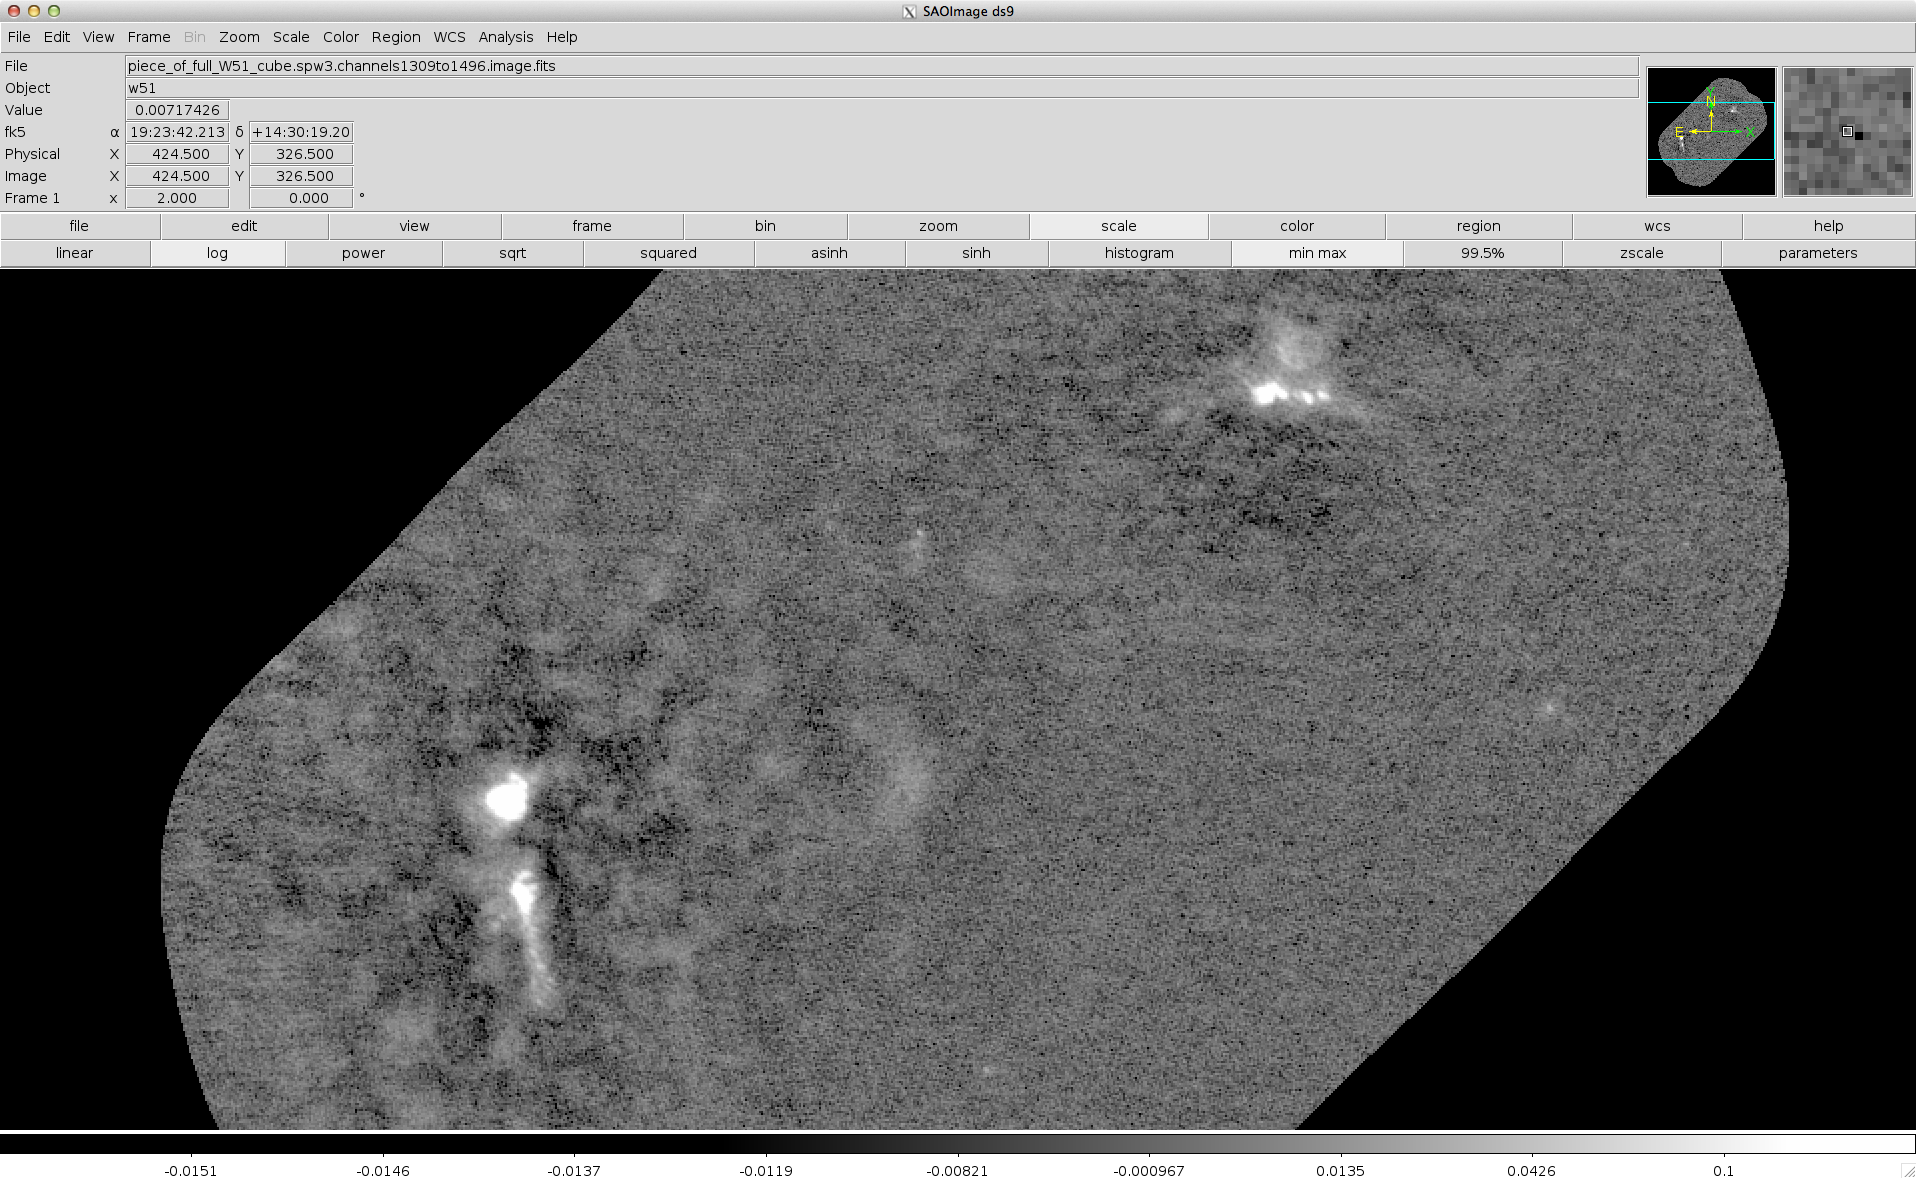 SAOImage ds9
File Edit View Frame Bin Zoom Scale Color Region WCS Analysis Help
File piece_of_full_W51_cube.spw3.channels1309to1496.image.fits
Object w51
Value 0.00717426
fk5 α 19:23:42.213 δ +14:30:19.20
Physical X 424.500 Y 326.500
Image X 424.500 Y 326.500
Frame 1 x 2.000 0.000 °
N
E
X
Y
file edit view frame bin zoom scale color region wcs help
linear log power sqrt squared asinh sinh histogram min max 99.5% zscale parameters
-0.0151 -0.0146 -0.0137 -0.0119 -0.00821 -0.000967 0.0135 0.0426 0.1